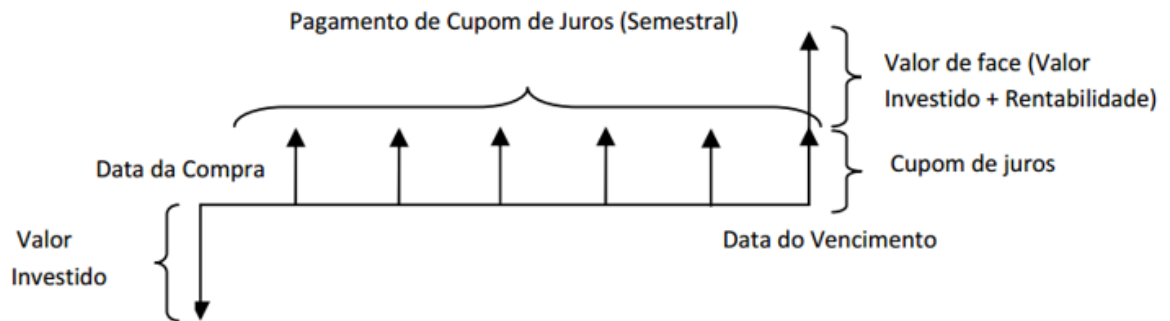 Pagamento de Cupom de Juros (Semestral)
Valor de face (Valor
Investido + Rentabilidade)
Data da Compra
Cupom de juros
Valor
Investido
Data do Vencimento